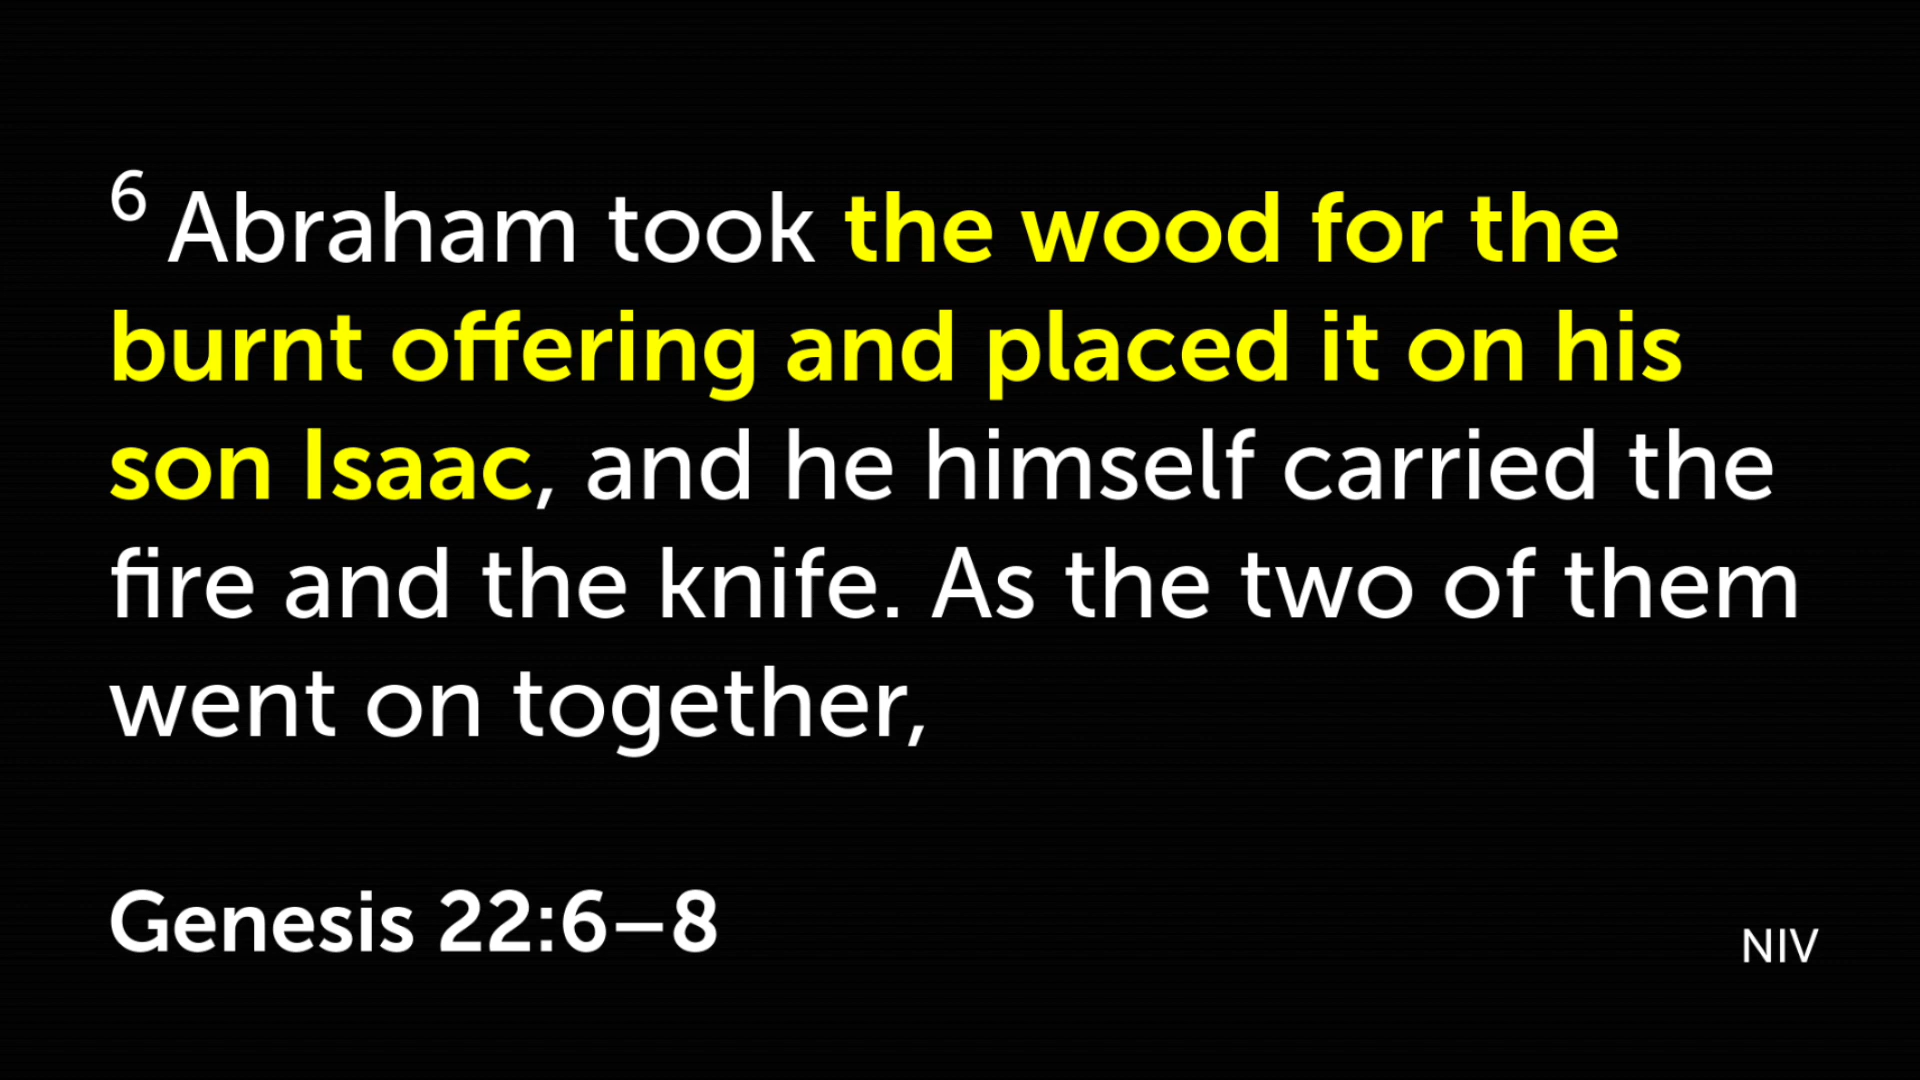 6 Abraham took the wood for the
burnt offering and placed it on his
son Isaac, and he himself carried the
fire and the knife. As the two of them
went on together,
Genesis 22:6–8
NIV